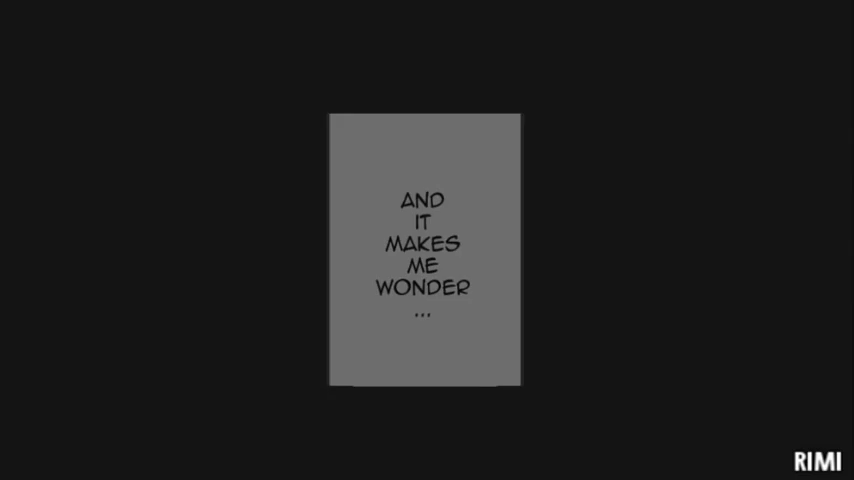 AND
IT
MAKES
ME
WONDER
...
RIMI